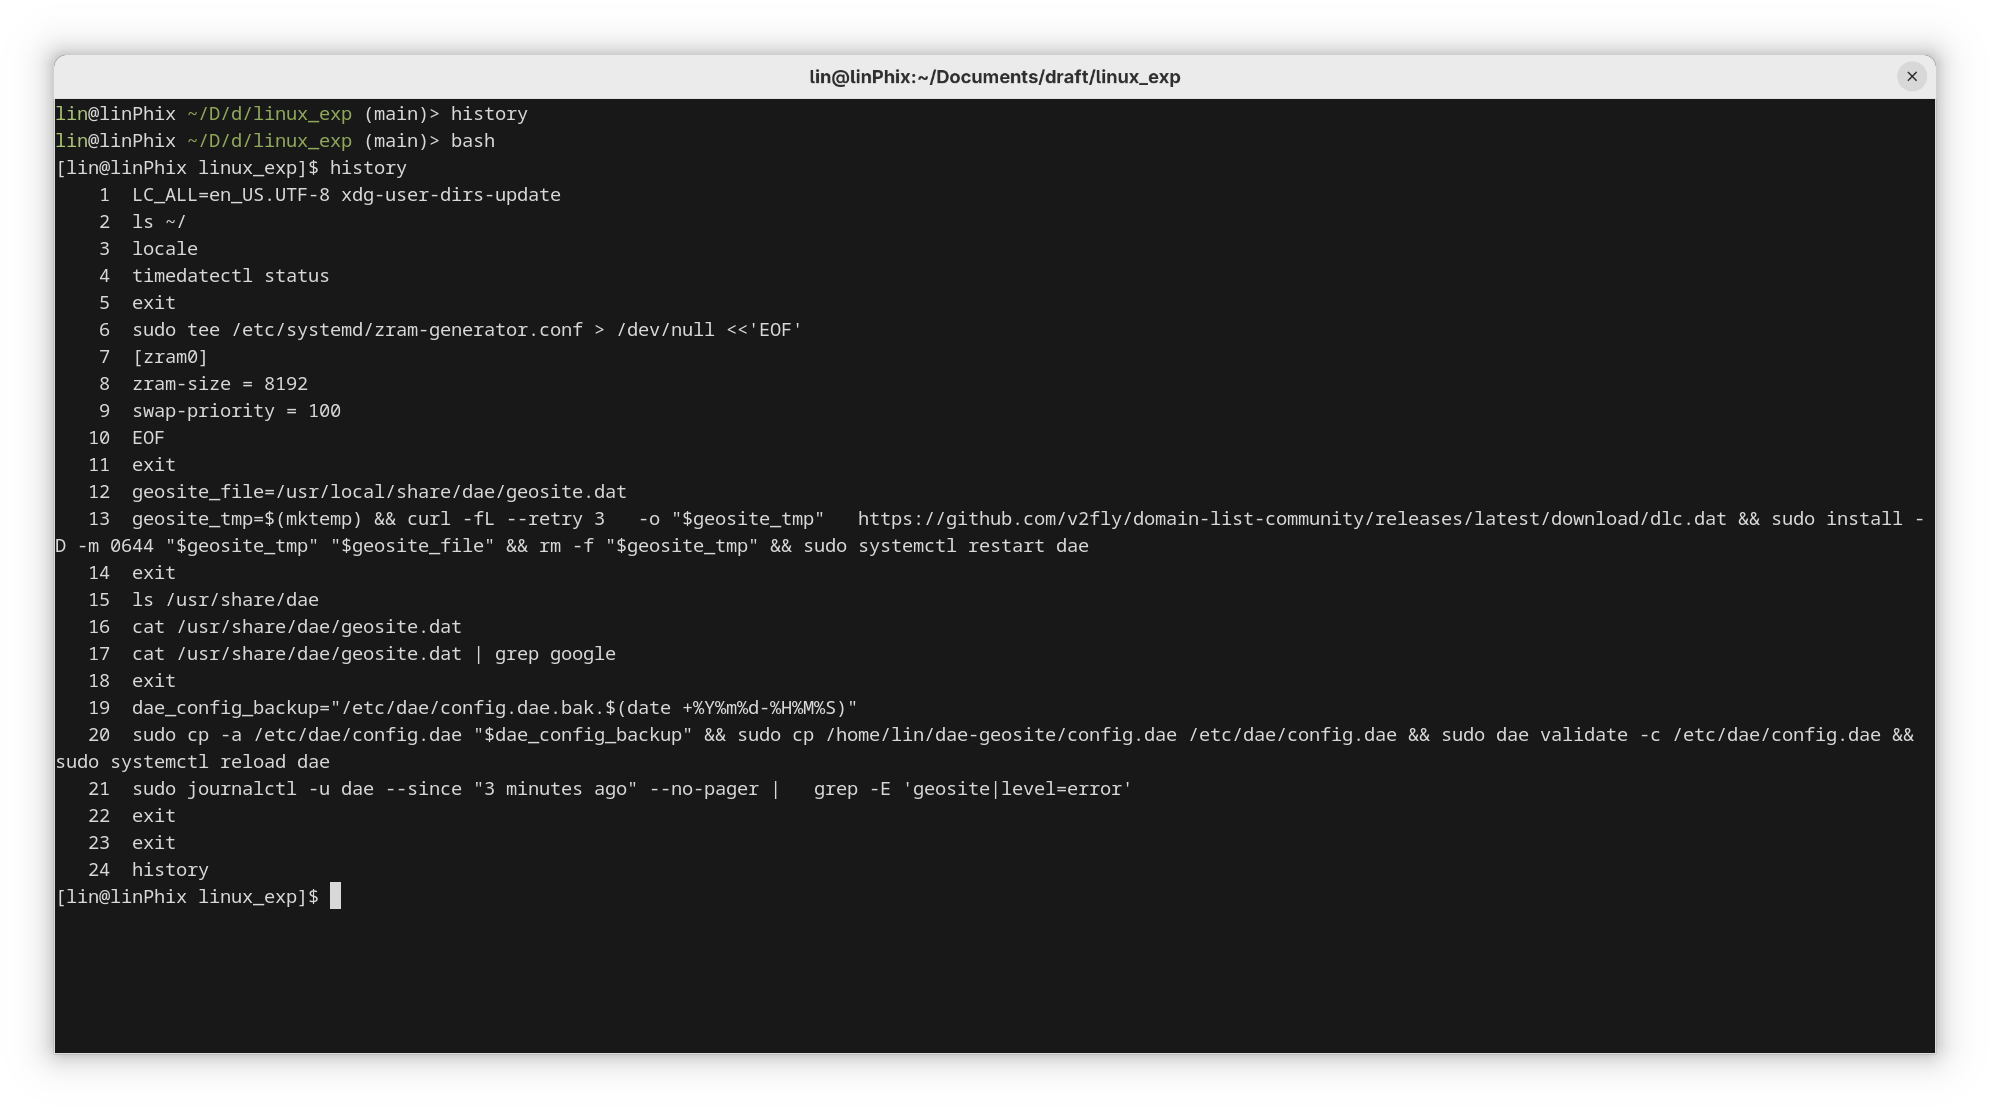 lin@linPhix:~/Documents/draft/linux_exp
lin@linPhix ~/D/d/linux_exp (main)> history
lin@linPhix ~/D/d/linux_exp (main)> bash
[lin@linPhix linux_exp]$ history
    1  LC_ALL=en_US.UTF-8 xdg-user-dirs-update
    2  ls ~/
    3  locale
    4  timedatectl status
    5  exit
    6  sudo tee /etc/systemd/zram-generator.conf > /dev/null <<'EOF'
    7  [zram0]
    8  zram-size = 8192
    9  swap-priority = 100
   10  EOF
   11  exit
   12  geosite_file=/usr/local/share/dae/geosite.dat
   13  geosite_tmp=$(mktemp) && curl -fL --retry 3   -o "$geosite_tmp"   https://github.com/v2fly/domain-list-community/releases/latest/download/dlc.dat && sudo install -
D -m 0644 "$geosite_tmp" "$geosite_file" && rm -f "$geosite_tmp" && sudo systemctl restart dae
   14  exit
   15  ls /usr/share/dae
   16  cat /usr/share/dae/geosite.dat
   17  cat /usr/share/dae/geosite.dat | grep google
   18  exit
   19  dae_config_backup="/etc/dae/config.dae.bak.$(date +%Y%m%d-%H%M%S)"
   20  sudo cp -a /etc/dae/config.dae "$dae_config_backup" && sudo cp /home/lin/dae-geosite/config.dae /etc/dae/config.dae && sudo dae validate -c /etc/dae/config.dae &&
sudo systemctl reload dae
   21  sudo journalctl -u dae --since "3 minutes ago" --no-pager |   grep -E 'geosite|level=error'
   22  exit
   23  exit
   24  history
[lin@linPhix linux_exp]$